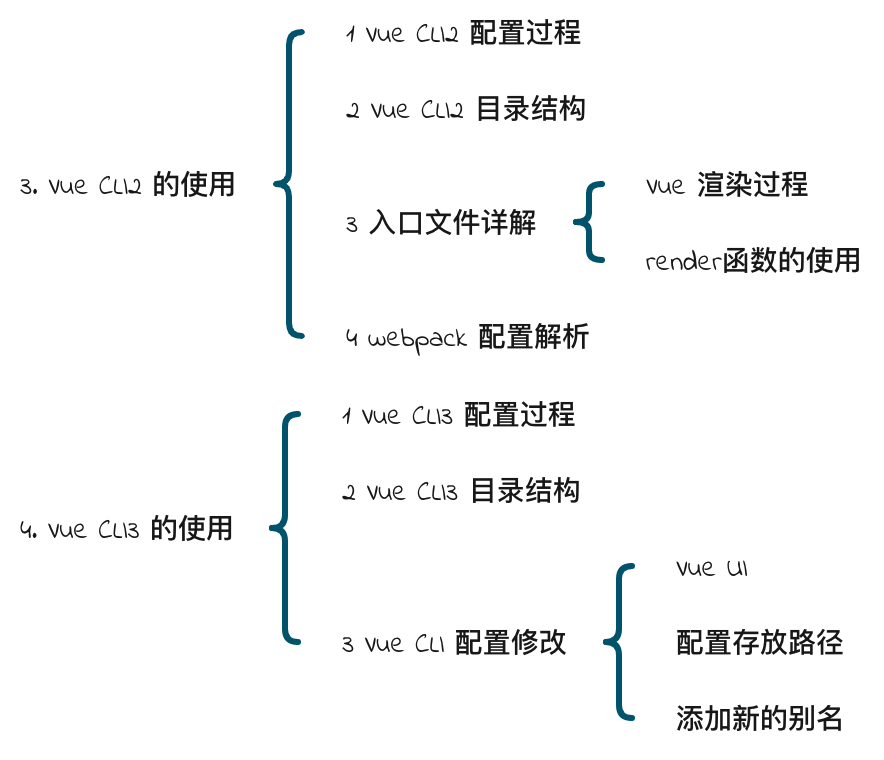 3. vue CLI2 的使用
1 vue CLI2 配置过程
2 vue CLI2 目录结构
3 入口文件详解
vue 渲染过程
render函数的使用
4 webpack 配置解析
4. vue CLI3 的使用
1 vue CLI3 配置过程
2 vue CLI3 目录结构
3 vue CLI 配置修改
vue UI
配置存放路径
添加新的别名